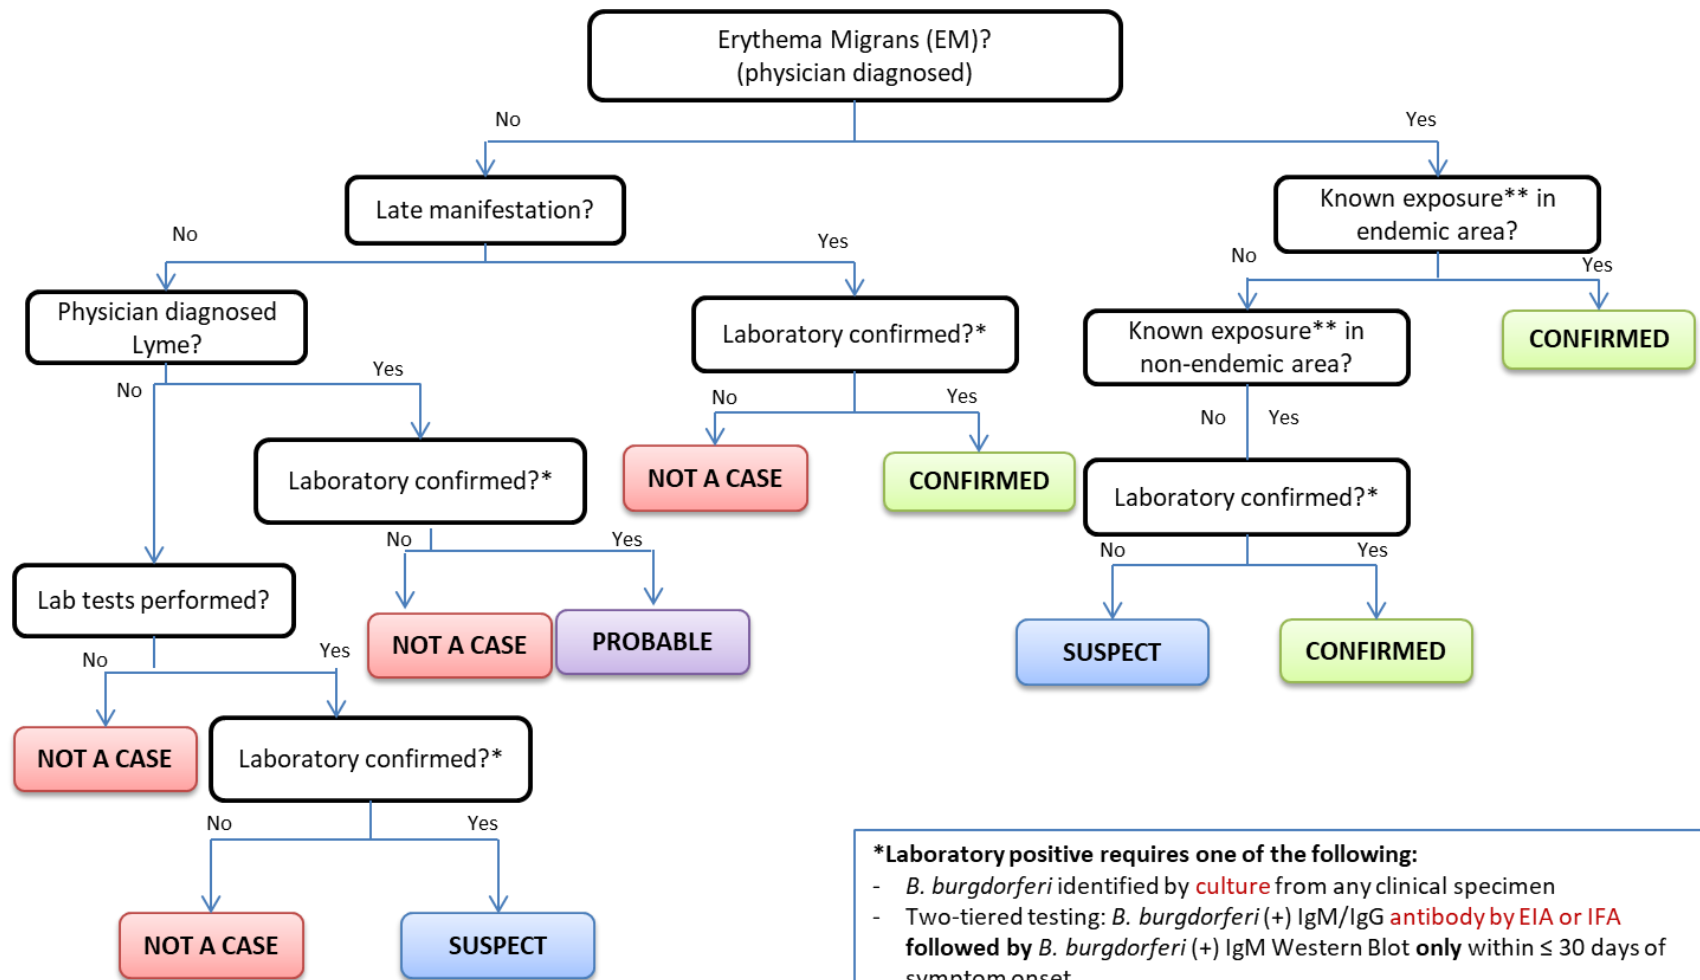 Erythema Migrans (EM)?
(physician diagnosed)
No
Yes
Late manifestation?
Known exposure** in
endemic area?
No
Yes
No
Yes
Physician diagnosed
Lyme?
Laboratory confirmed?*
Known exposure** in
non-endemic area?
CONFIRMED
No
Yes
No
Yes
No
Yes
Laboratory confirmed?*
NOT A CASE
CONFIRMED
Laboratory confirmed?*
No
Yes
No
Yes
Lab tests performed?
NOT A CASE
PROBABLE
SUSPECT
CONFIRMED
No
Yes
NOT A CASE
Laboratory confirmed?*
No
Yes
NOT A CASE
SUSPECT
*Laboratory positive requires one of the following:
- B. burgdorferi identified by culture from any clinical specimen
- Two-tiered testing: B. burgdorferi (+) IgM/IgG antibody by EIA or IFA
followed by B. burgdorferi (+) IgM Western Blot only within ≤ 30 days of
symptom onset